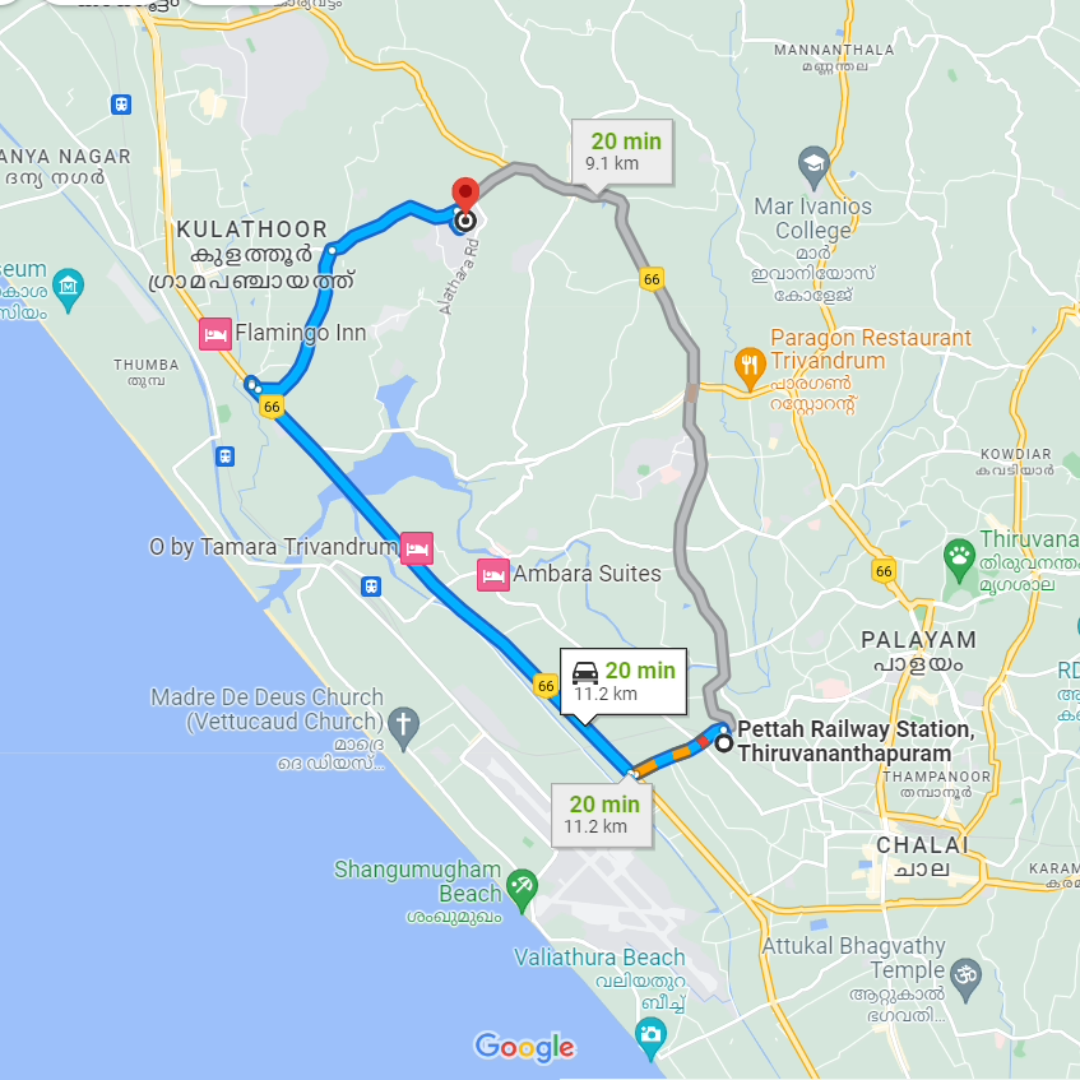 കാര്യവട്ടം
MANNANTHALA
മണ്ണന്തല
20 min
9.1 km
ANYA NAGAR
ദന്യ നഗർ
Mar Ivanios
College
മാർ
ഇവാനിയോസ്
കോളേജ്
KULATHOOR
കുളത്തൂർ
ഗ്രാമപഞ്ചായത്ത്
Alathara Rd
66
seum
കാശ
സിയം
Flamingo Inn
Paragon Restaurant
Trivandrum
പാരഗൺ
റസ്റ്റോറന്റ്
THUMBA
തുമ്പ
66
KOWDIAR
കവടിയാർ
O by Tamara Trivandrum
Ambara Suites
66
Thiruvana
തിരുവനന്ത
മൃഗശാല
PALAYAM
പാളയം
20 min
11.2 km
66
RD
Madre De Deus Church
(Vettucaud Church)
മാദ്രെ
ദെ ഡിയസ്...
Pettah Railway Station,
Thiruvananthapuram
THAMPANOOR
തമ്പാനൂർ
20 min
11.2 km
CHALAI
ചാല
KARAM
കരമ
Shangumugham
Beach
ശംഖുമുഖം
Valiathura Beach
വലിയതുറ
ബീച്ച്
Attukal Bhagvathy
Temple
ആറ്റുകാൽ
ഭഗവതി...
Google